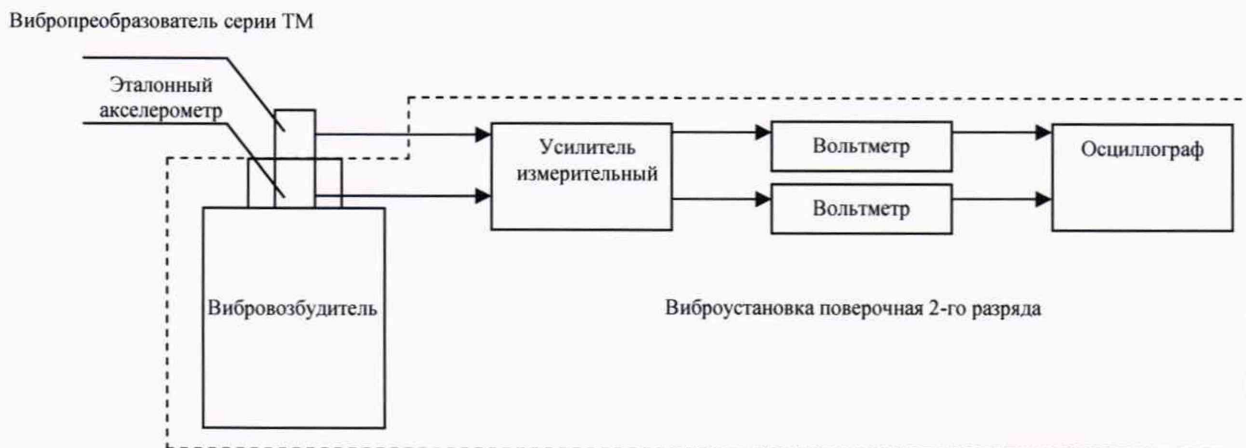 Вибропреобразователь серии ТМ
Эталонный
акселерометр
Усилитель
измерительный
Вольтметр
Вольтметр
Осциллограф
Вибровозбудитель
Виброустановка поверочная 2-го разряда